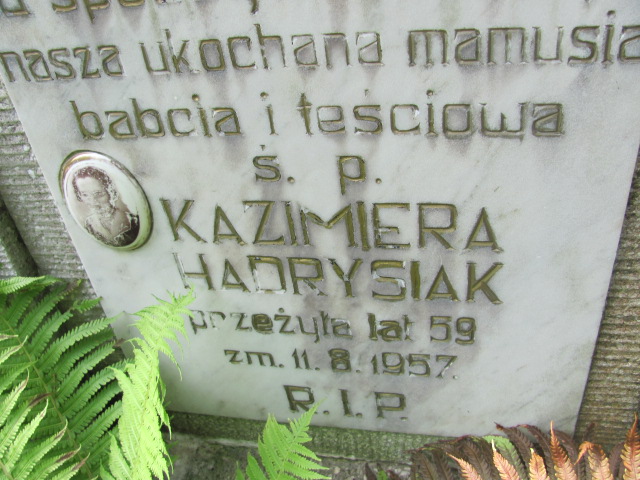 nasza ukochana mamusia
babcia i teściowa
ś. p.
KAZIMIERA
HADRYSIAK
przeżyła lat 59
zm. 11. 8. 1957.
R. I. P.